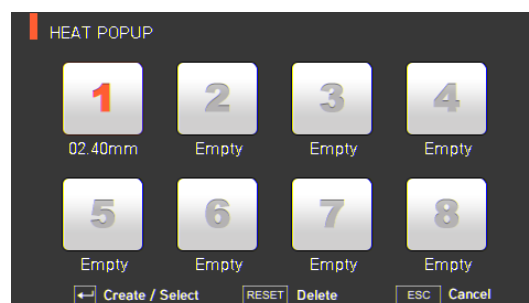 HEAT POPUP
1 2 3 4
02.40mm Empty Empty Empty
5 6 7 8
Empty Empty Empty Empty
Create / Select RESET Delete ESC Cancel